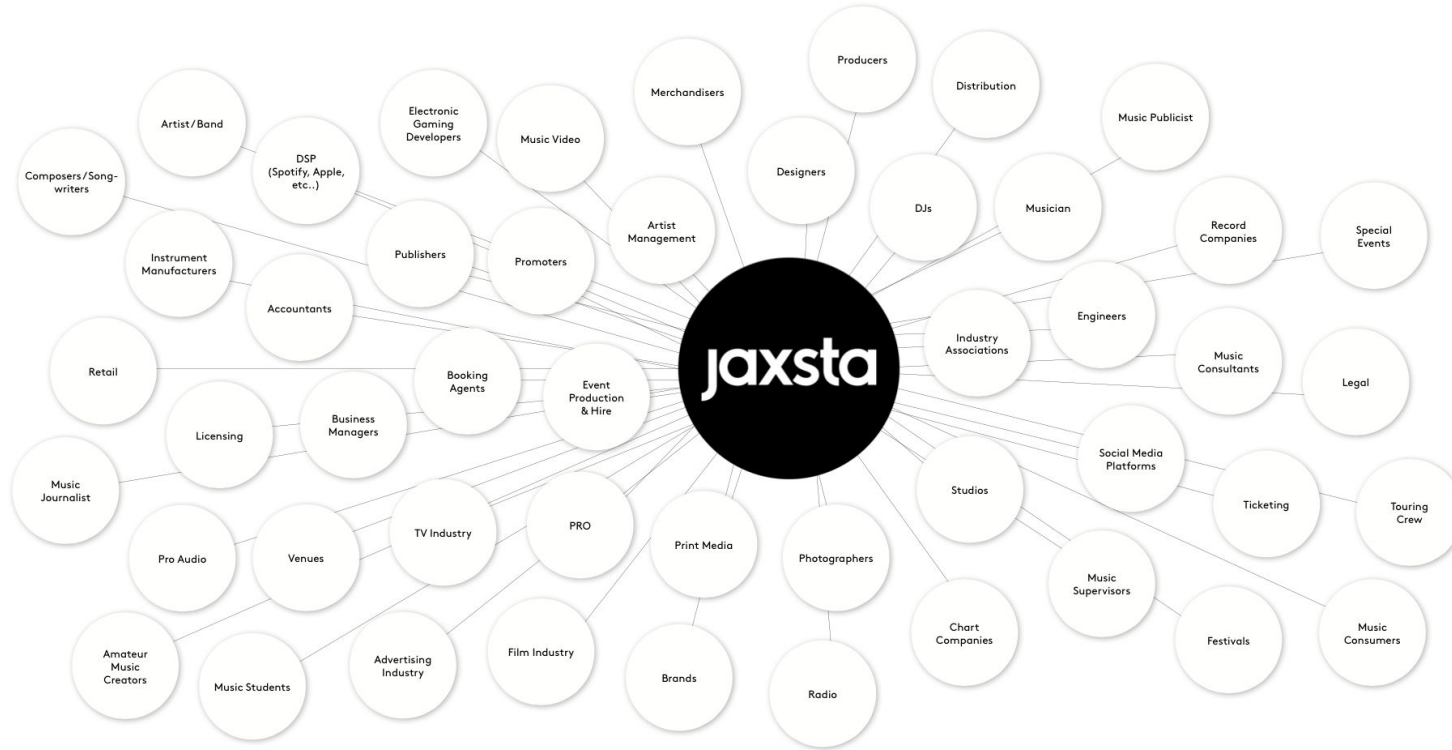 Producers
Distribution
Merchandisers
Music Publicist
Electronic
Gaming
Developers
Artist/Band
Music Video
DSP
(Spotify, Apple,
etc..)
Designers
Composers/Song-
writers
DJs
Musician
Artist
Management
Record
Companies
Special
Events
Publishers
Promoters
Instrument
Manufacturers
Accountants
Engineers
Industry
Associations
jaxsta
Music
Consultants
Retail
Booking
Agents
Event
Production
& Hire
Legal
Business
Managers
Licensing
Social Media
Platforms
Music
Journalist
Studios
Ticketing
Touring
Crew
PRO
TV Industry
Print Media
Pro Audio
Venues
Photographers
Music
Supervisors
Chart
Companies
Festivals
Music
Consumers
Film Industry
Amateur
Music
Creators
Advertising
Industry
Brands
Music Students
Radio